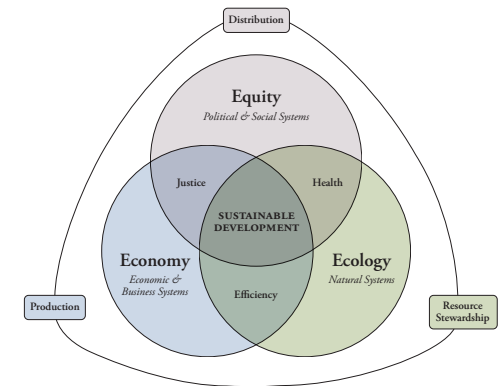 Distribution
Equity
Political & Social Systems
Justice
Health
SUSTAINABLE
DEVELOPMENT
Economy
Economic &
Business Systems
Ecology
Natural Systems
Efficiency
Production
Resource
Stewardship